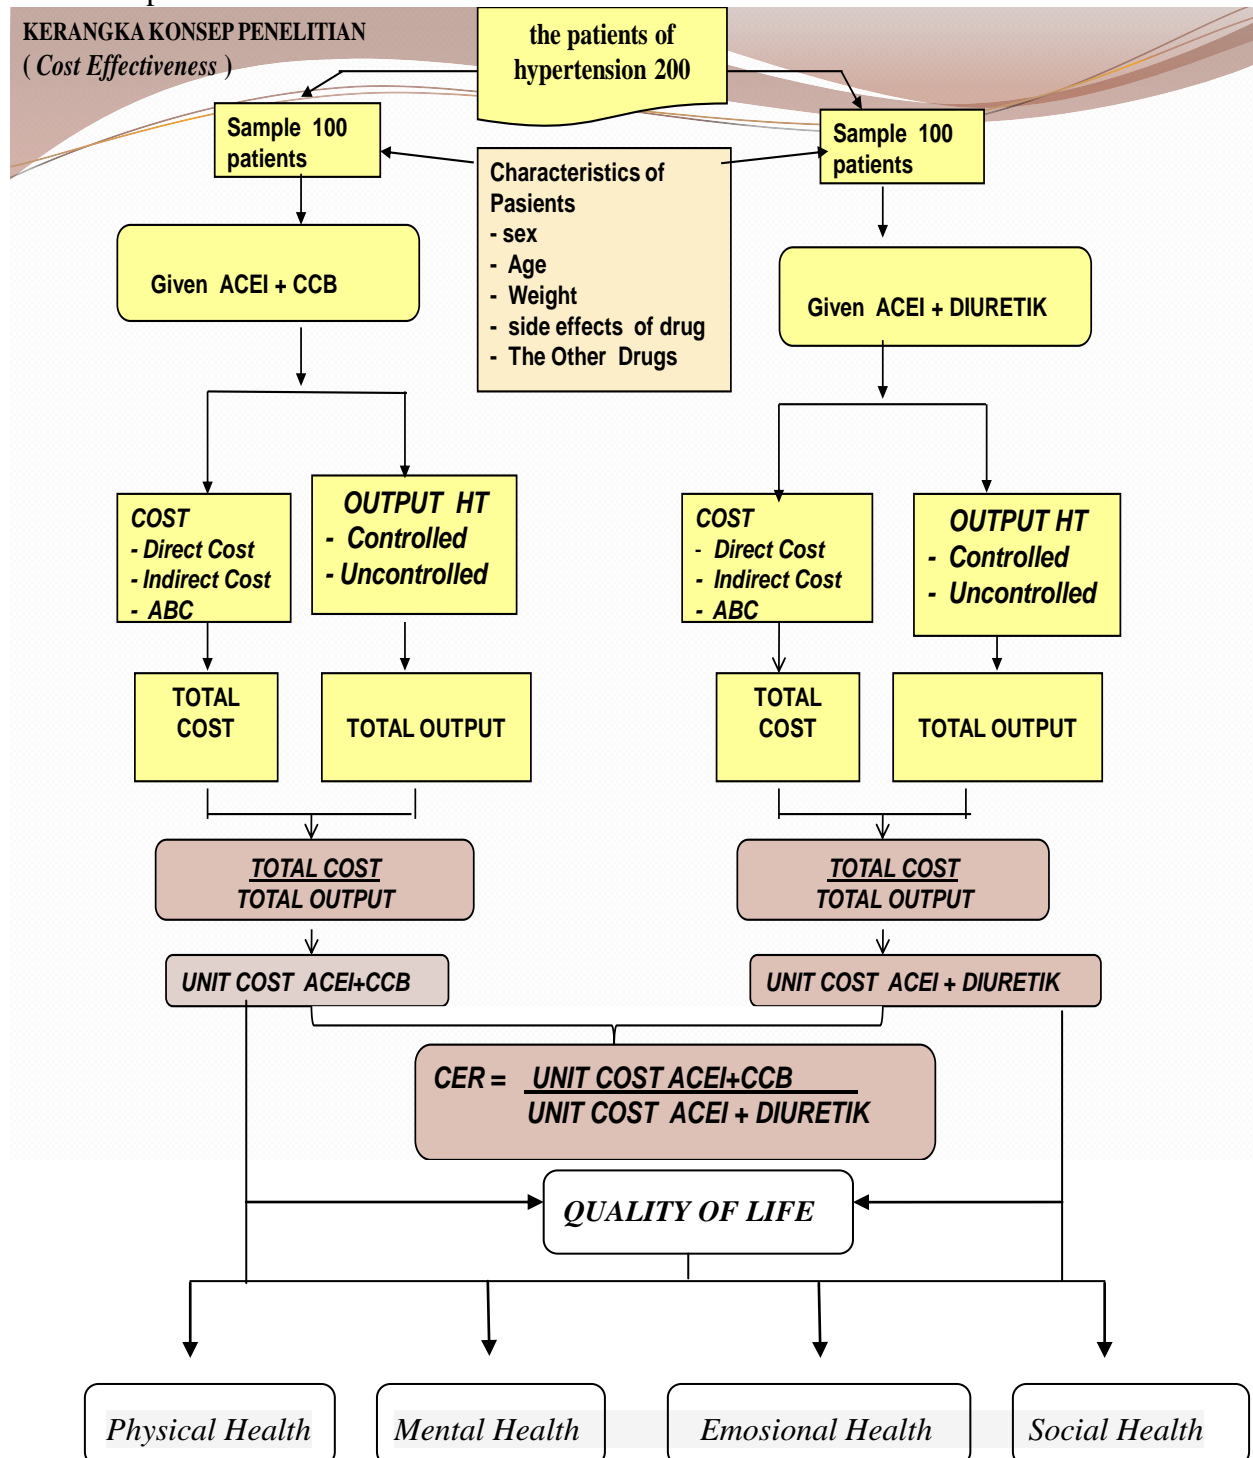 KERANGKA KONSEP PENELITIAN
( Cost Effectiveness )
the patients of
hypertension 200
Sample 100
patients
Sample 100
patients
Characteristics of
Pasients
- sex
- Age
- Weight
- side effects of drug
- The Other Drugs
Given ACEI + CCB
Given ACEI + DIURETIK
COST
- Direct Cost
- Indirect Cost
- ABC
OUTPUT HT
- Controlled
- Uncontrolled
COST
- Direct Cost
- Indirect Cost
- ABC
OUTPUT HT
- Controlled
- Uncontrolled
TOTAL
COST
TOTAL OUTPUT
TOTAL
COST
TOTAL OUTPUT
TOTAL COST
TOTAL OUTPUT
TOTAL COST
TOTAL OUTPUT
UNIT COST ACEI+CCB
UNIT COST ACEI + DIURETIK
CER = UNIT COST ACEI+CCB
UNIT COST ACEI + DIURETIK
QUALITY OF LIFE
Physical Health
Mental Health
Emosional Health
Social Health